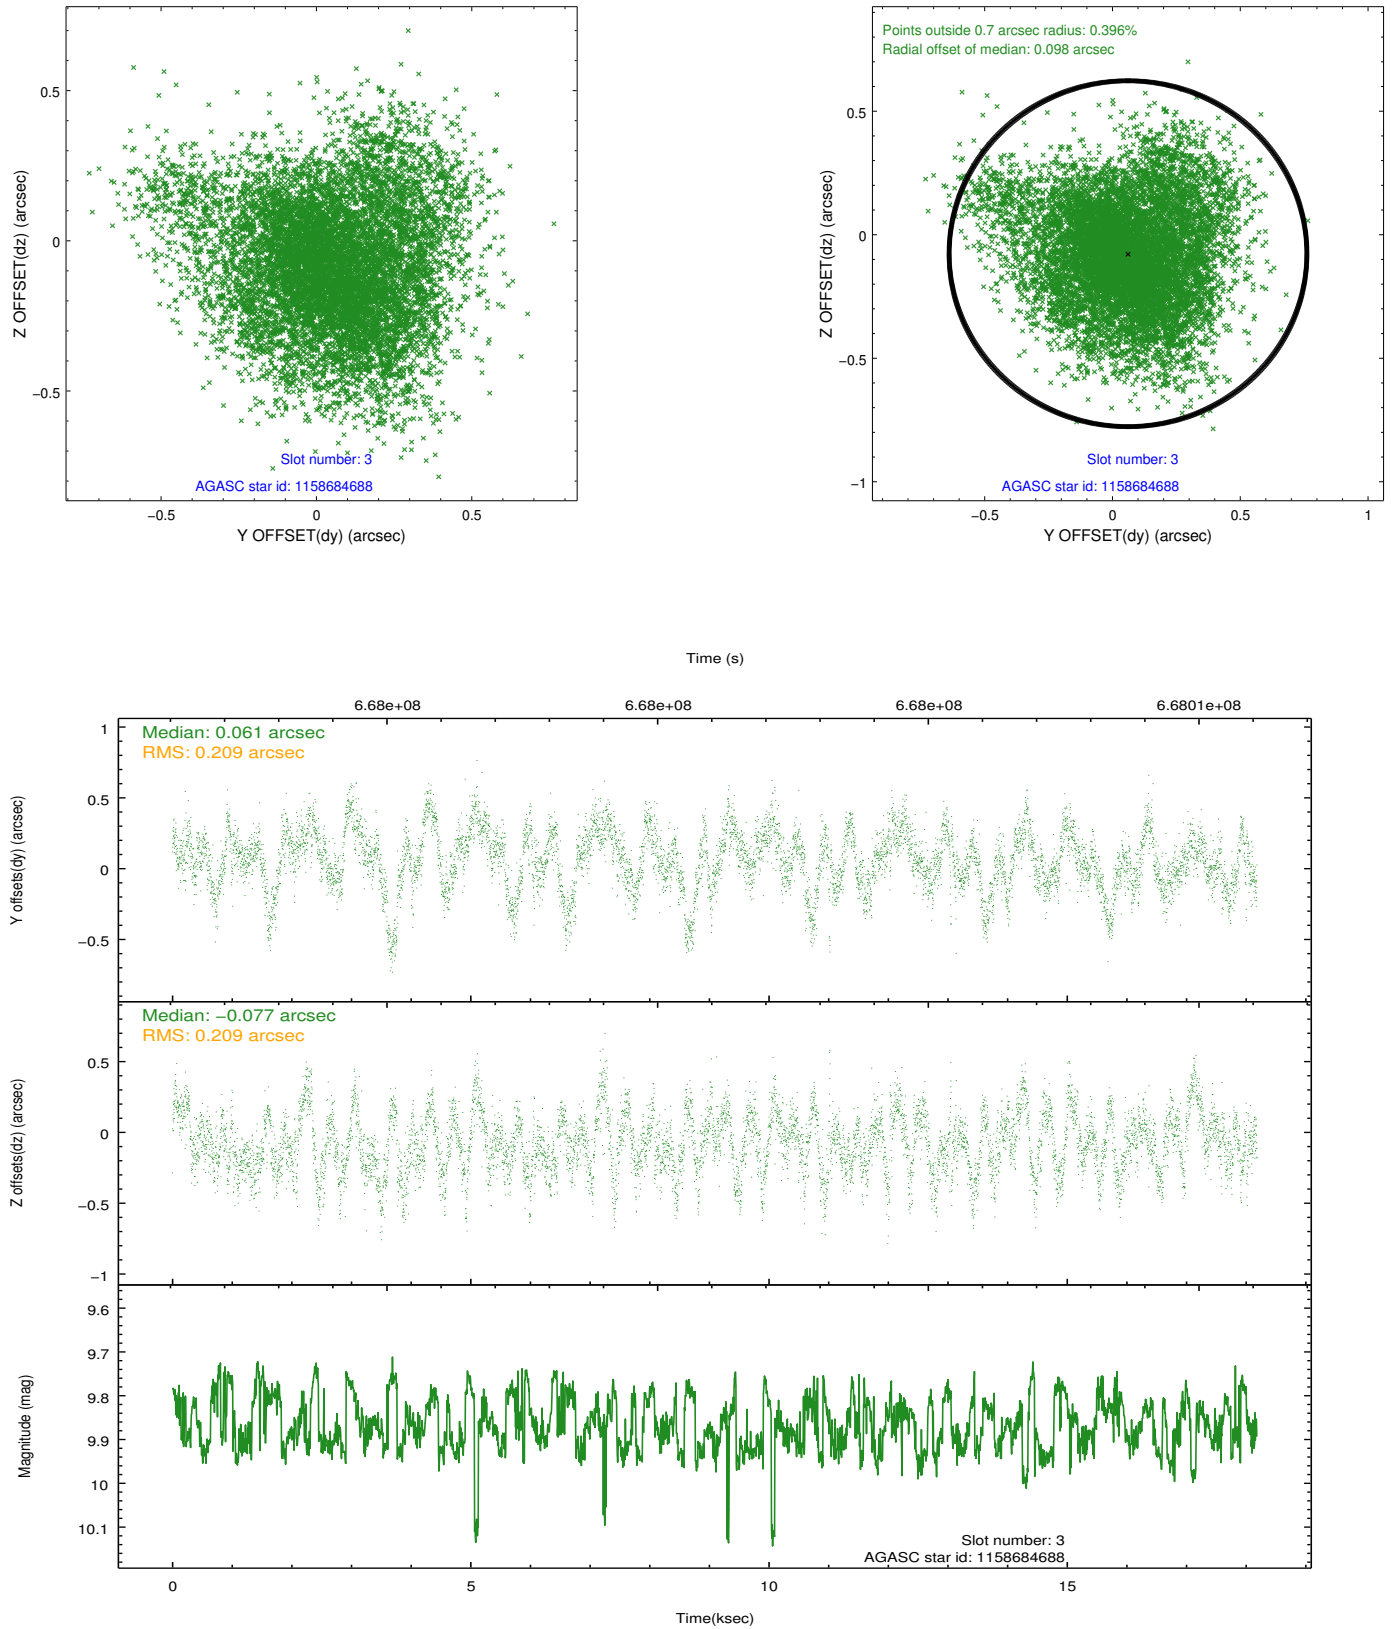 0.5
0
−0.5
Z OFFSET(dz) (arcsec)
Slot number: 3
AGASC star id: 1158684688
−0.5
0
0.5
Y OFFSET(dy) (arcsec)
Points outside 0.7 arcsec radius: 0.396%
Radial offset of median: 0.098 arcsec
0.5
0
−0.5
−1
Z OFFSET(dz) (arcsec)
Slot number: 3
AGASC star id: 1158684688
−0.5
0
0.5
1
Y OFFSET(dy) (arcsec)
Time (s)
6.68e+08
6.68e+08
6.68e+08
6.6801e+08
Median: 0.061 arcsec
RMS: 0.209 arcsec
1
0.5
0
−0.5
Y offsets(dy) (arcsec)
Median: −0.077 arcsec
RMS: 0.209 arcsec
0.5
0
−0.5
−1
Z offsets(dz) (arcsec)
9.6
9.7
9.8
9.9
10
10.1
Magnitude (mag)
Slot number: 3
AGASC star id: 1158684688
0
5
10
15
Time(ksec)